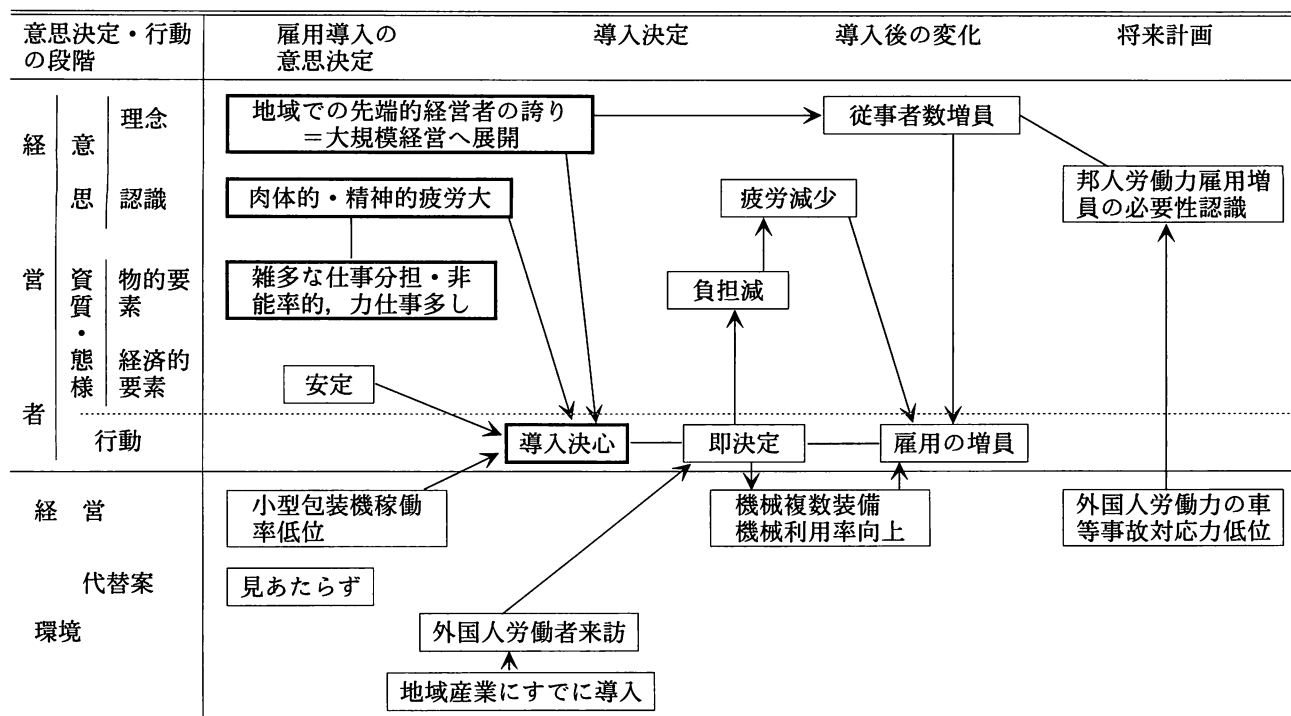 意思決定・行動
の段階
雇用導入の
意思決定
導入決定
導入後の変化
将来計画
経
営
者
意
思
理念
認識
資
質
・
態
様
物的要
素
経済的
要素
行動
地域での先端的経営者の誇り
＝大規模経営へ展開
従事者数増員
肉体的・精神的疲労大
疲労減少
邦人労働力雇用増
員の必要性認識
雑多な仕事分担・非
能率的，力仕事多し
負担減
安定
導入決心
即決定
雇用の増員
経　営
小型包装機稼働
率低位
機械複数装備
機械利用率向上
外国人労働力の車
等事故対応力低位
代替案
見あたらず
環境
外国人労働者来訪
地域産業にすでに導入